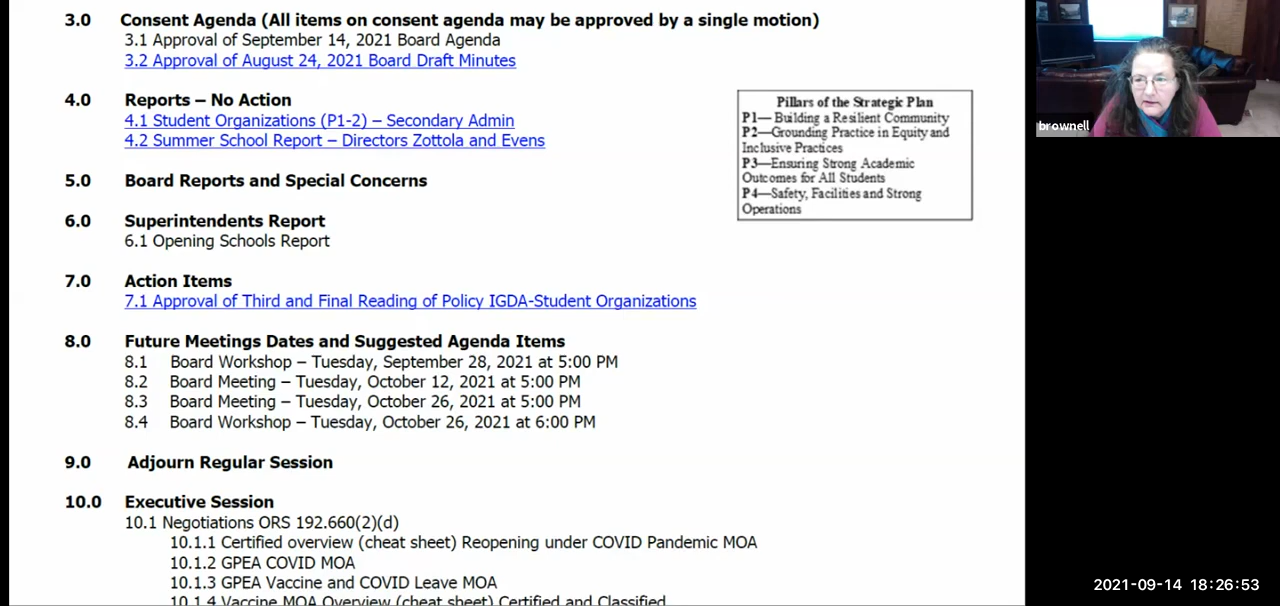 3.0 Consent Agenda (All items on consent agenda may be approved by a single motion)
3.1 Approval of September 14, 2021 Board Agenda
3.2 Approval of August 24, 2021 Board Draft Minutes
4.0 Reports – No Action
4.1 Student Organizations (P1-2) – Secondary Admin
4.2 Summer School Report – Directors Zottola and Evens
Pillars of the Strategic Plan
P1— Building a Resilient Community
P2—Grounding Practice in Equity and
Inclusive Practices
P3—Ensuring Strong Academic
Outcomes for All Students
P4—Safety, Facilities and Strong
Operations
5.0 Board Reports and Special Concerns
6.0 Superintendents Report
6.1 Opening Schools Report
7.0 Action Items
7.1 Approval of Third and Final Reading of Policy IGDA-Student Organizations
8.0 Future Meetings Dates and Suggested Agenda Items
8.1 Board Workshop – Tuesday, September 28, 2021 at 5:00 PM
8.2 Board Meeting – Tuesday, October 12, 2021 at 5:00 PM
8.3 Board Meeting – Tuesday, October 26, 2021 at 5:00 PM
8.4 Board Workshop – Tuesday, October 26, 2021 at 6:00 PM
9.0 Adjourn Regular Session
10.0 Executive Session
10.1 Negotiations ORS 192.660(2)(d)
10.1.1 Certified overview (cheat sheet) Reopening under COVID Pandemic MOA
10.1.2 GPEA COVID MOA
10.1.3 GPEA Vaccine and COVID Leave MOA
10.1.4 Vaccine MOA Overview (cheat sheet) Certified and Classified
brownell
2021-09-14 18:26:53